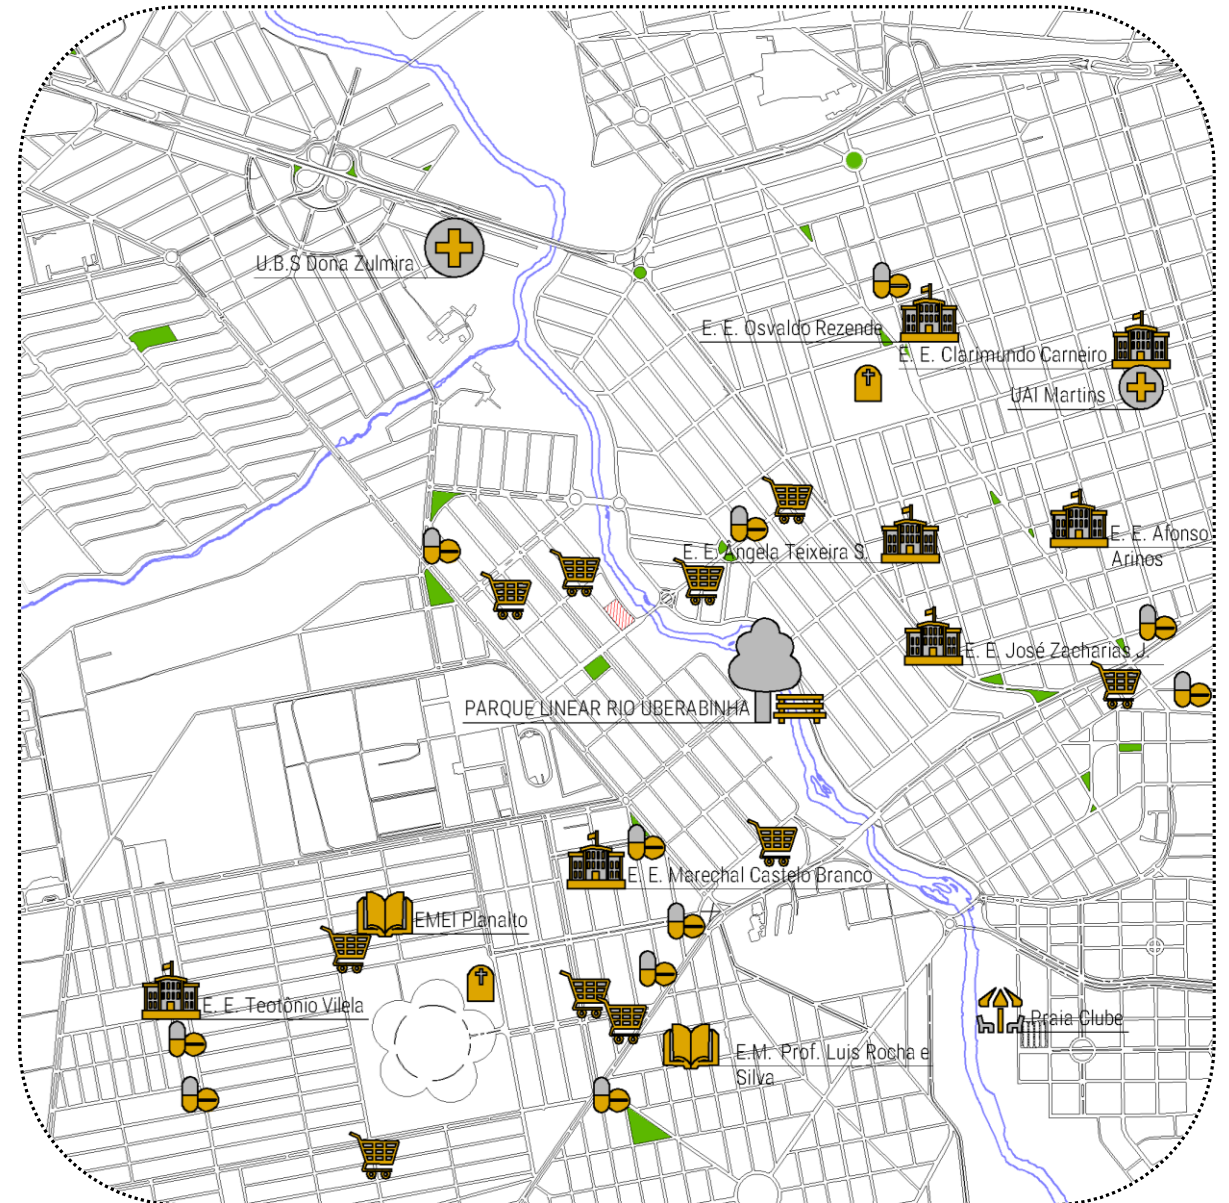 U.B.S Dona Zulmira
E. E. Osvaldo Rezende
E. E. Clarimundo Carneiro
UAI Martins
E. E. Afonso
Arinos
E. E. Ângela Teixeira S.
E. E. José Zacharias J.
PARQUE LINEAR RIO UBERABINHA
E. E. Marechal Castelo Branco
EMEI Planalto
E. E. Teotônio Vilela
Praia Clube
E.M. Prof. Luis Rocha e
Silva